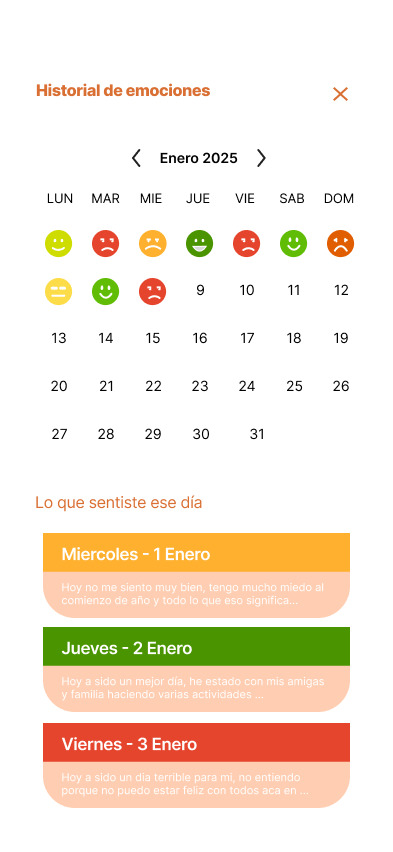 Historial de emociones
Enero 2025
LUN MAR MIE JUE VIE SAB DOM
9 10 11 12
13 14 15 16 17 18 19
20 21 22 23 24 25 26
27 28 29 30 31
Lo que sentiste ese día
Miercoles - 1 Enero
Hoy no me siento muy bien, tengo mucho miedo al
comienzo de año y todo lo que eso significa...
Jueves - 2 Enero
Hoy a sido un mejor día, he estado con mis amigas
y familia haciendo varias actividades ...
Viernes - 3 Enero
Hoy a sido un dia terrible para mi, no entiendo
porque no puedo estar feliz con todos aca en ...